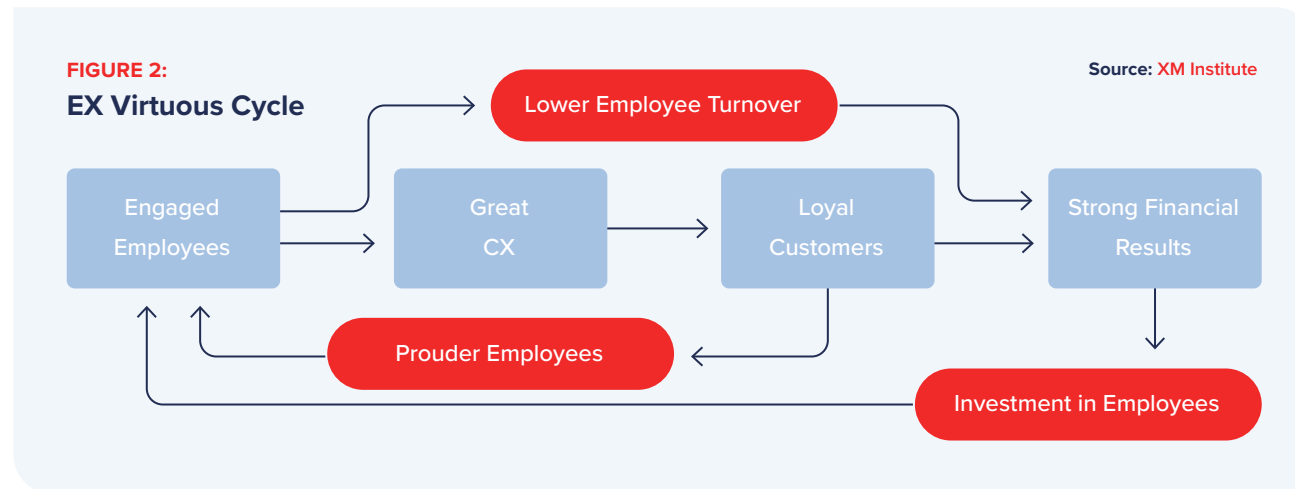 FIGURE 2:
EX Virtuous Cycle
Source: XM Institute
Lower Employee Turnover
Engaged
Employees
Great
CX
Loyal
Customers
Strong Financial
Results
Prouder Employees
Investment in Employees